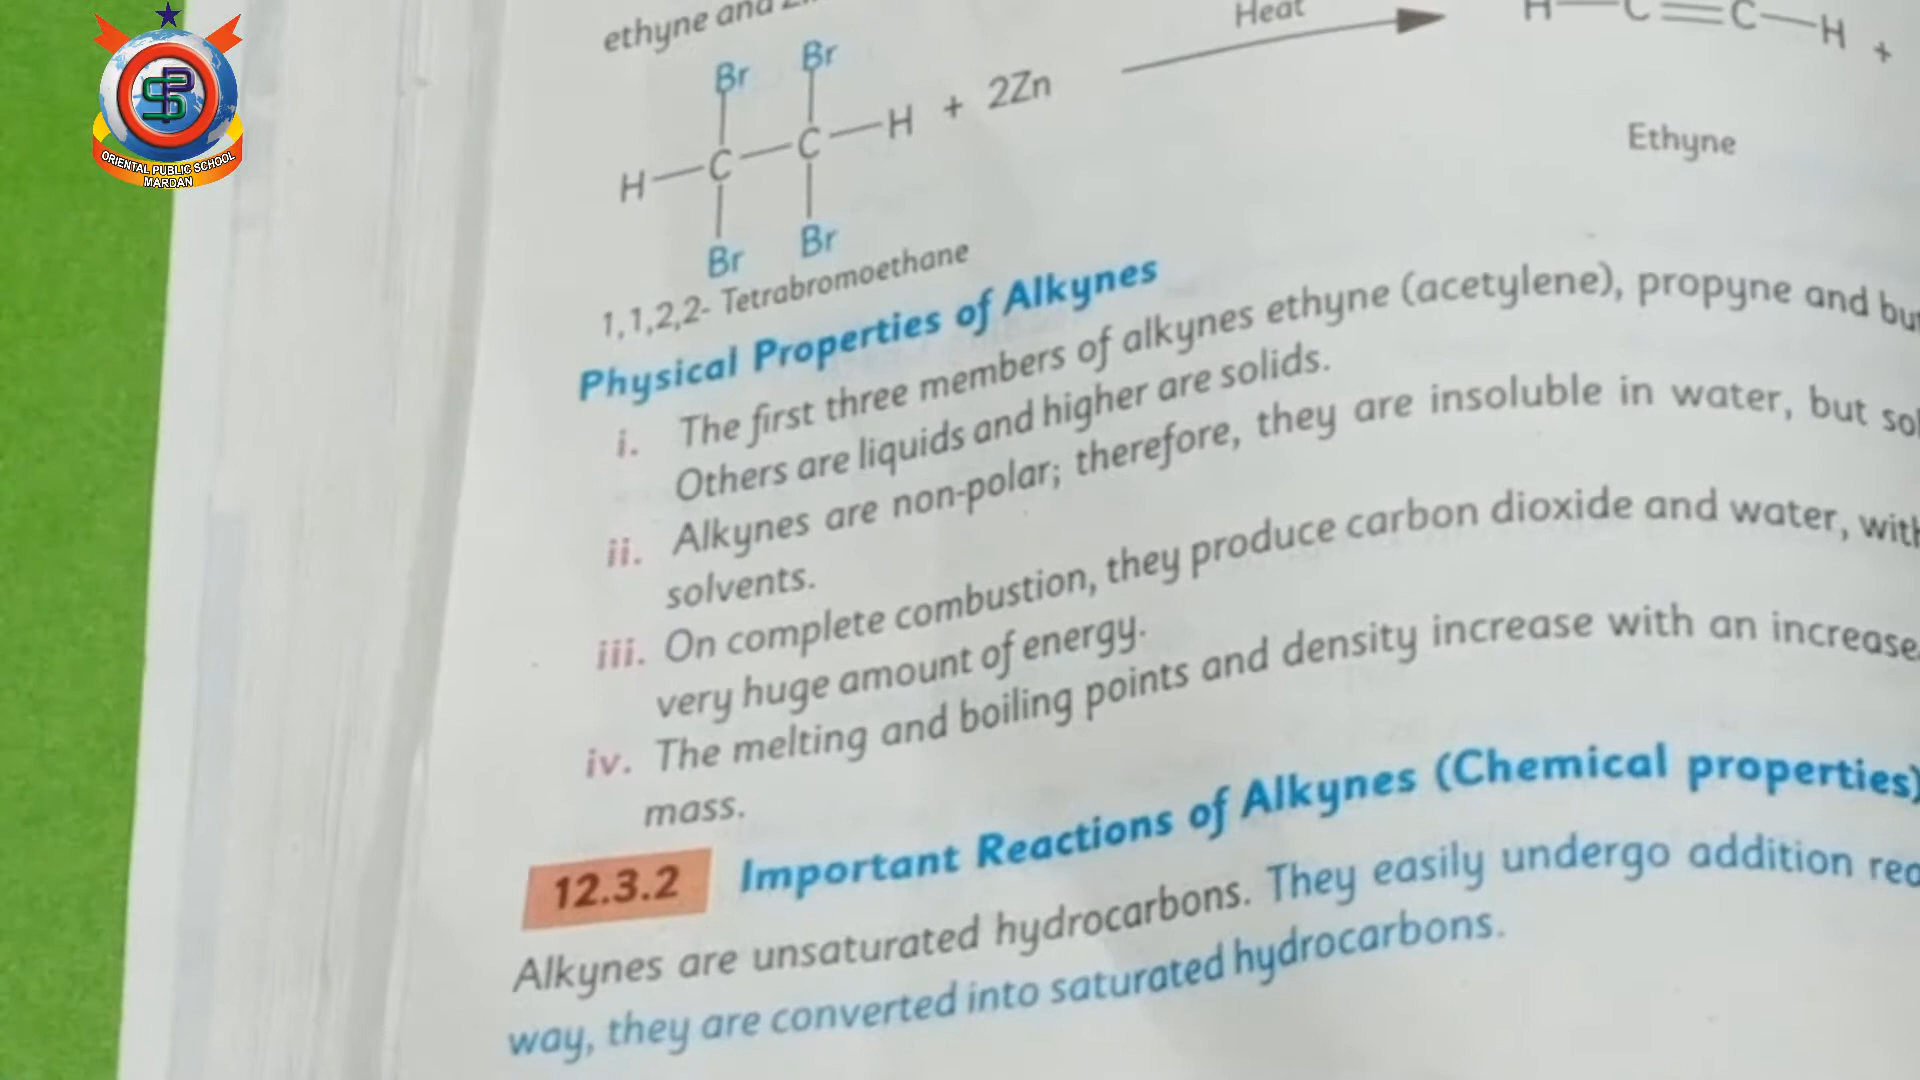 ORIENTAL PUBLIC SCHOOL
MARDAN
ethyne and
Heat
H—C≡C—H +
Br Br
H—C—C—H + 2Zn
Br Br
Ethyne
1,1,2,2- Tetrabromoethane
Physical Properties of Alkynes
i. The first three members of alkynes ethyne (acetylene), propyne and
Others are liquids and higher are solids.
ii. Alkynes are non-polar; therefore, they are insoluble in water, but
solvents.
iii. On complete combustion, they produce carbon dioxide and water, with
very huge amount of energy.
iv. The melting and boiling points and density increase with an increase
mass.
12.3.2 Important Reactions of Alkynes (Chemical properties)
Alkynes are unsaturated hydrocarbons. They easily undergo addition
way, they are converted into saturated hydrocarbons.